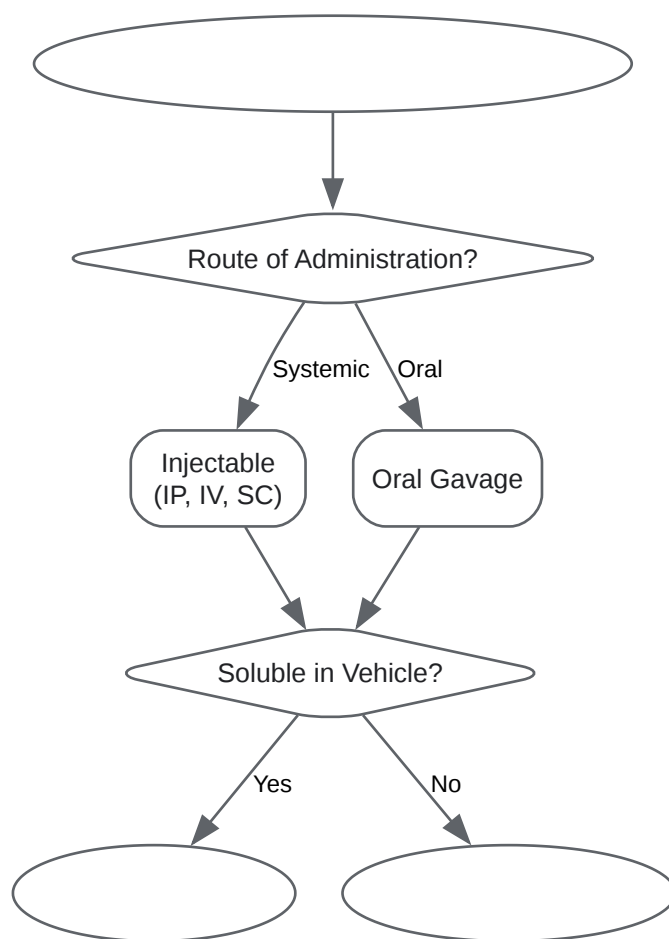 Route of Administration?
Systemic
Oral
Injectable
(IP, IV, SC)
Oral Gavage
Soluble in Vehicle?
Yes
No